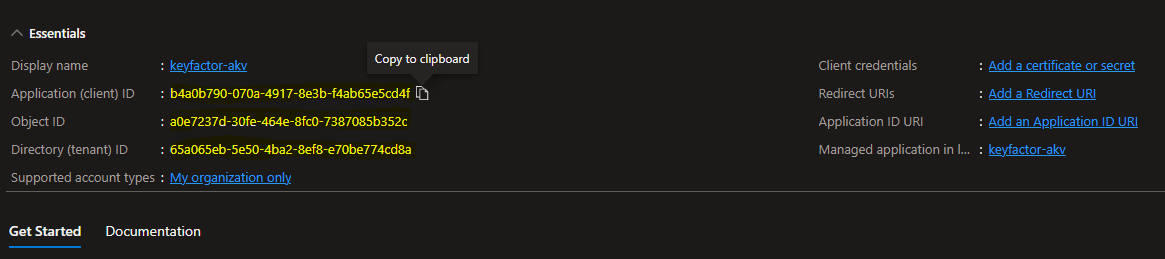 Essentials
Copy to clipboard
Display name : keyfactor-akv
Client credentials : Add a certificate or secret
Application (client) ID : b4a0b790-070a-4917-8e3b-f4ab65e5cd4f
Redirect URIs : Add a Redirect URI
Object ID : a0e7237d-30fe-464e-8fc0-7387085b352c
Application ID URI : Add an Application ID URI
Directory (tenant) ID : 65a065eb-5e50-4ba2-8ef8-e70be774cd8a
Managed application in l... : keyfactor-akv
Supported account types : My organization only
Get Started Documentation